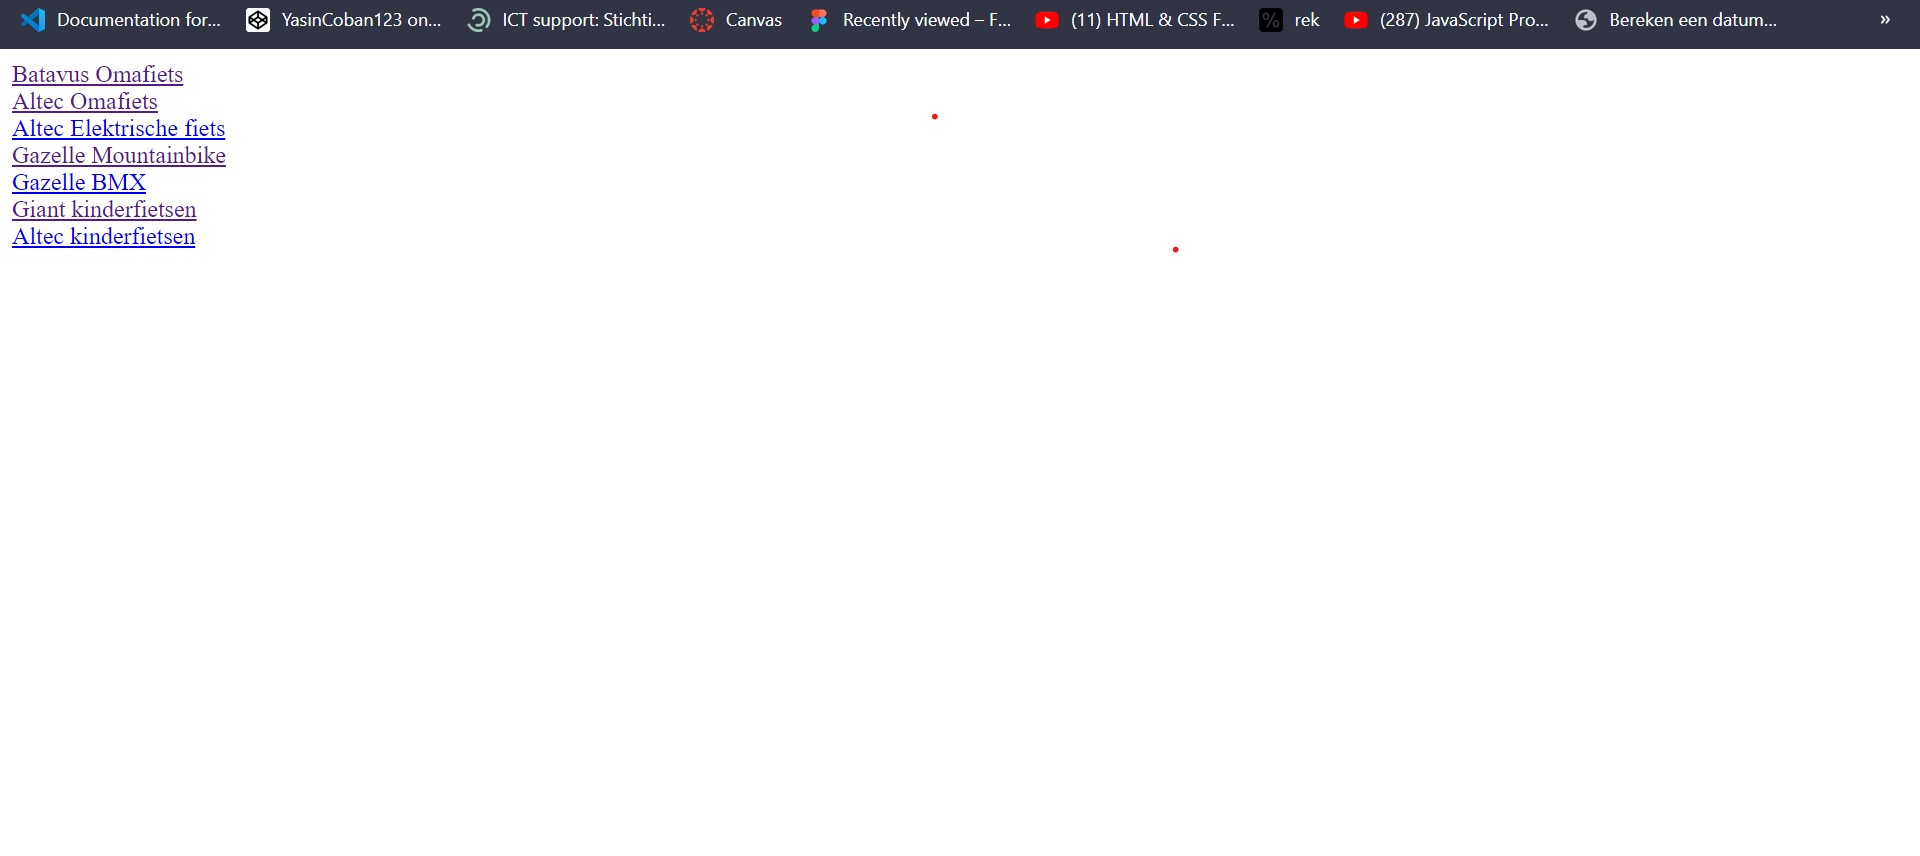 Documentation for... YasinCoban123 on... ICT support: Stichti... Canvas Recently viewed – F... (11) HTML & CSS F... % rek (287) JavaScript Pro... Bereken een datum... »
Batavus Omafiets
Altec Omafiets
Altec Elektrische fiets
Gazelle Mountainbike
Gazelle BMX
Giant kinderfietsen
Altec kinderfietsen